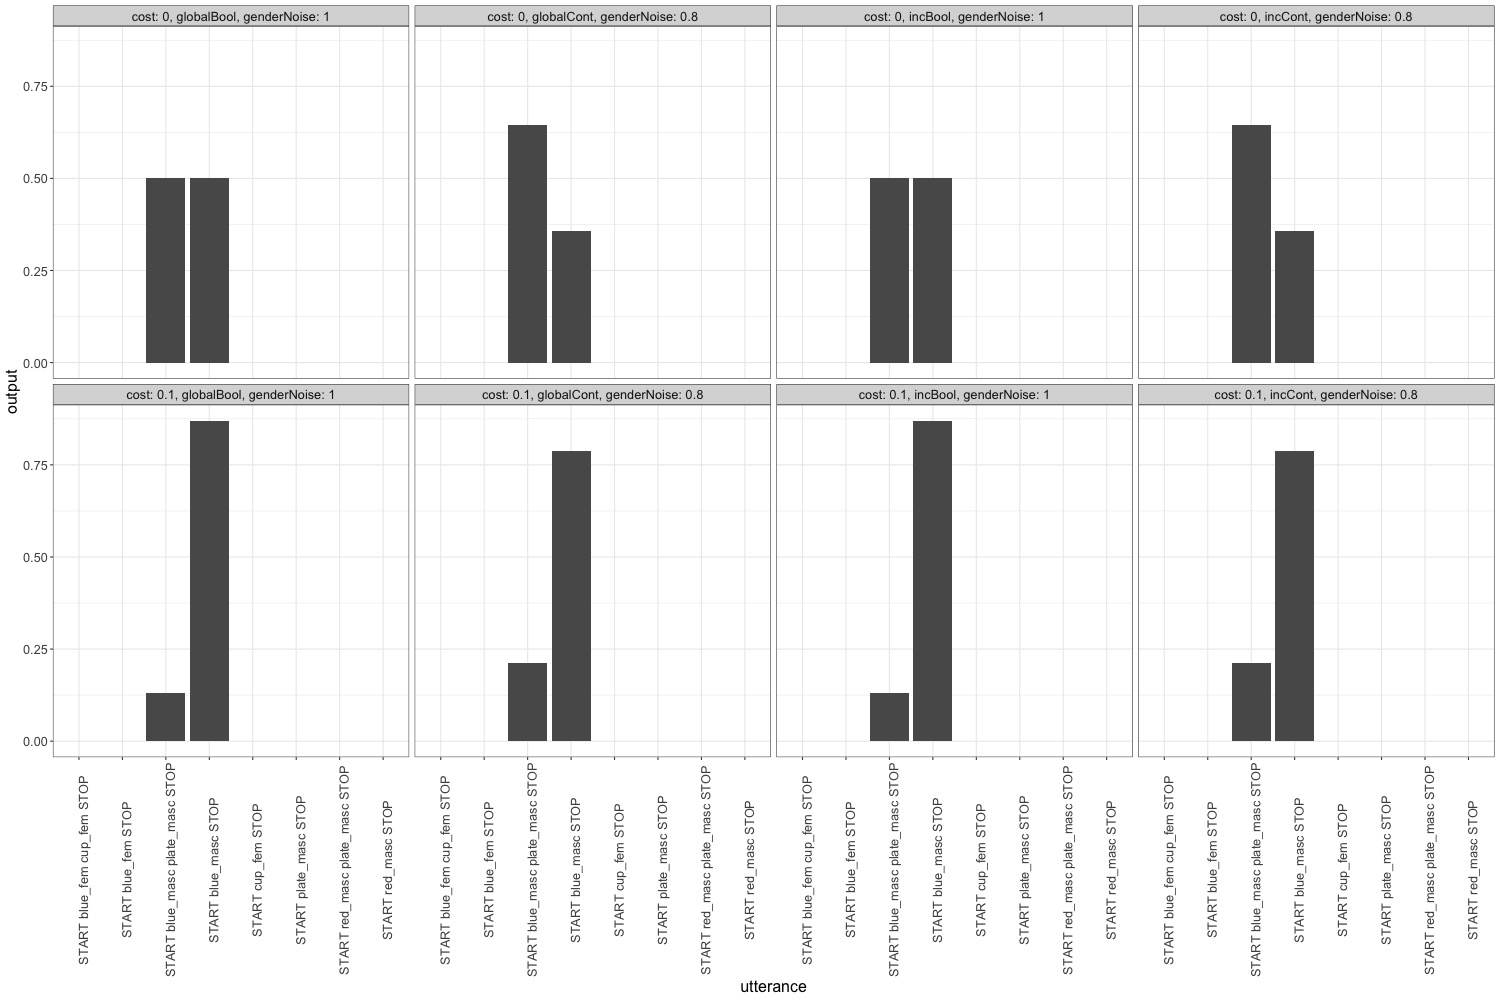 cost: 0, globalBool, genderNoise: 1
cost: 0, globalCont, genderNoise: 0.8
cost: 0, incBool, genderNoise: 1
cost: 0, incCont, genderNoise: 0.8
0.75
0.50
0.25
0.00
cost: 0.1, globalBool, genderNoise: 1
cost: 0.1, globalCont, genderNoise: 0.8
cost: 0.1, incBool, genderNoise: 1
cost: 0.1, incCont, genderNoise: 0.8
0.75
0.50
0.25
0.00
output
START blue_fem cup_fem STOP
START blue_fem STOP
START blue_masc plate_masc STOP
START blue_masc STOP
START cup_fem STOP
START plate_masc STOP
START red_masc plate_masc STOP
START red_masc STOP
START blue_fem cup_fem STOP
START blue_fem STOP
START blue_masc plate_masc STOP
START blue_masc STOP
START cup_fem STOP
START plate_masc STOP
START red_masc plate_masc STOP
START red_masc STOP
START blue_fem cup_fem STOP
START blue_fem STOP
START blue_masc plate_masc STOP
START blue_masc STOP
START cup_fem STOP
START plate_masc STOP
START red_masc plate_masc STOP
START red_masc STOP
START blue_fem cup_fem STOP
START blue_fem STOP
START blue_masc plate_masc STOP
START blue_masc STOP
START cup_fem STOP
START plate_masc STOP
START red_masc plate_masc STOP
START red_masc STOP
utterance